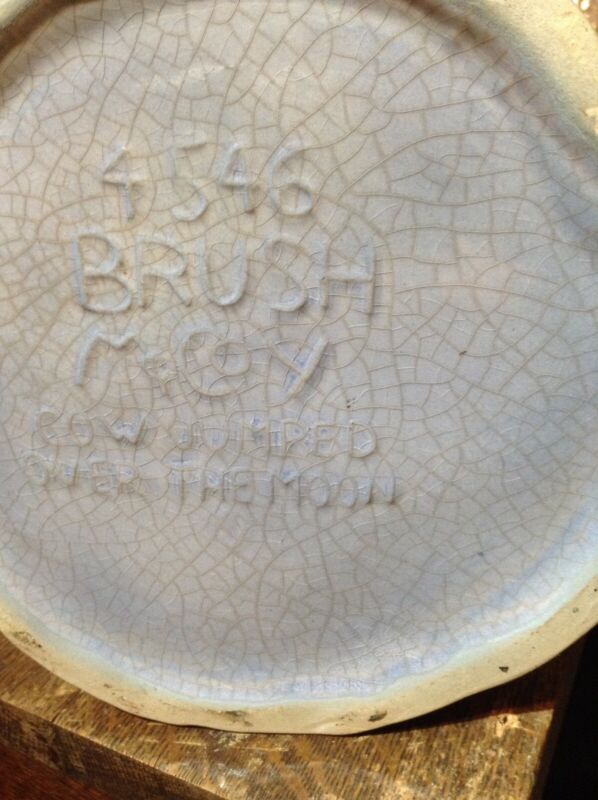 4546
BRUSH
McCOY
COW JUMPED
OVER THE MOON